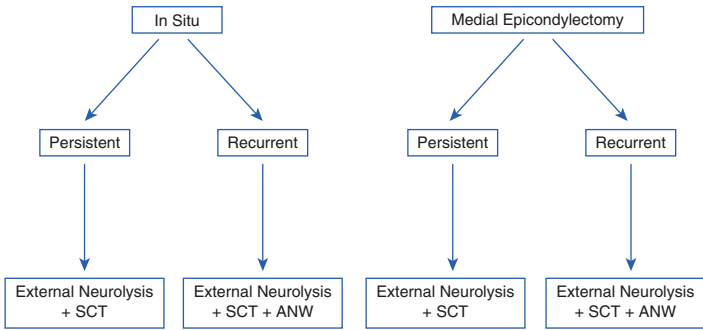 In Situ
Medial Epicondylectomy
Persistent
Recurrent
Persistent
Recurrent
External Neurolysis
+ SCT
External Neurolysis
+ SCT + ANW
External Neurolysis
+ SCT
External Neurolysis
+ SCT + ANW